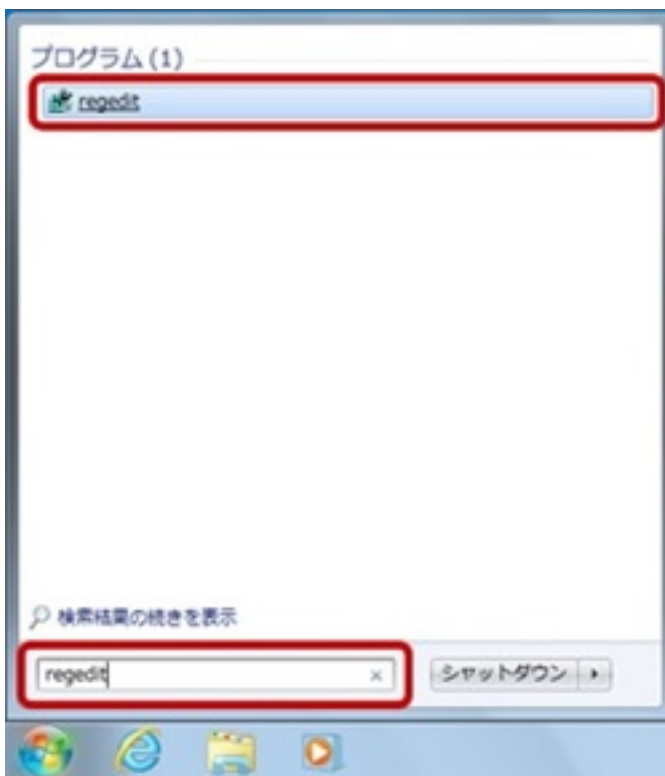 プログラム (1)
regedit
検索結果の続きを表示
regedit
シャットダウン